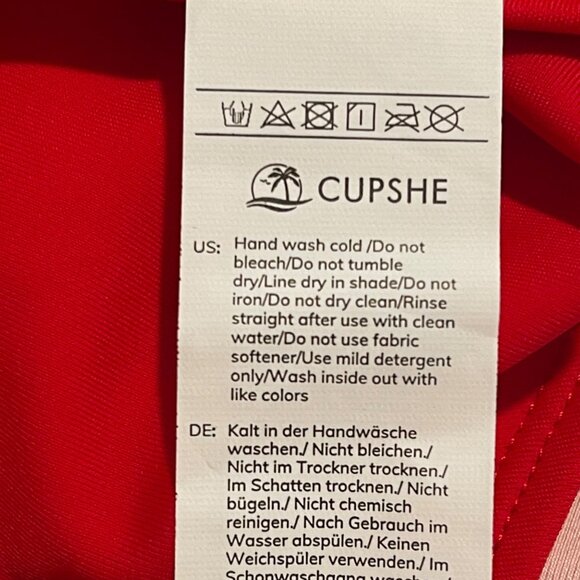 CUPSHE
US: Hand wash cold /Do not
bleach/Do not tumble
dry/Line dry in shade/Do not
iron/Do not dry clean/Rinse
straight after use with clean
water/Do not use fabric
softener/Use mild detergent
only/Wash inside out with
like colors
DE: Kalt in der Handwäsche
waschen./ Nicht bleichen./
Nicht im Trockner trocknen./
Im Schatten trocknen./ Nicht
bügeln./ Nicht chemisch
reinigen./ Nach Gebrauch im
Wasser abspülen./ Keinen
Weichspüler verwenden./ Im